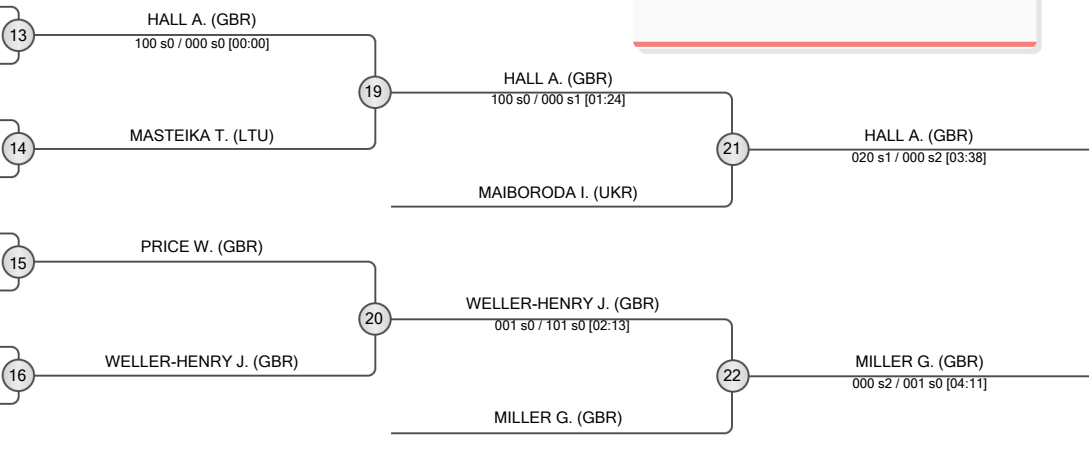 HALL A. (GBR)
13
100 s0 / 000 s0 [00:00]
HALL A. (GBR)
19
100 s0 / 000 s1 [01:24]
14
MASTEIKA T. (LTU)
HALL A. (GBR)
21
020 s1 / 000 s2 [03:38]
MAIBORODA I. (UKR)
PRICE W. (GBR)
15
WELLER-HENRY J. (GBR)
20
001 s0 / 101 s0 [02:13]
WELLER-HENRY J. (GBR)
16
MILLER G. (GBR)
22
000 s2 / 001 s0 [04:11]
MILLER G. (GBR)